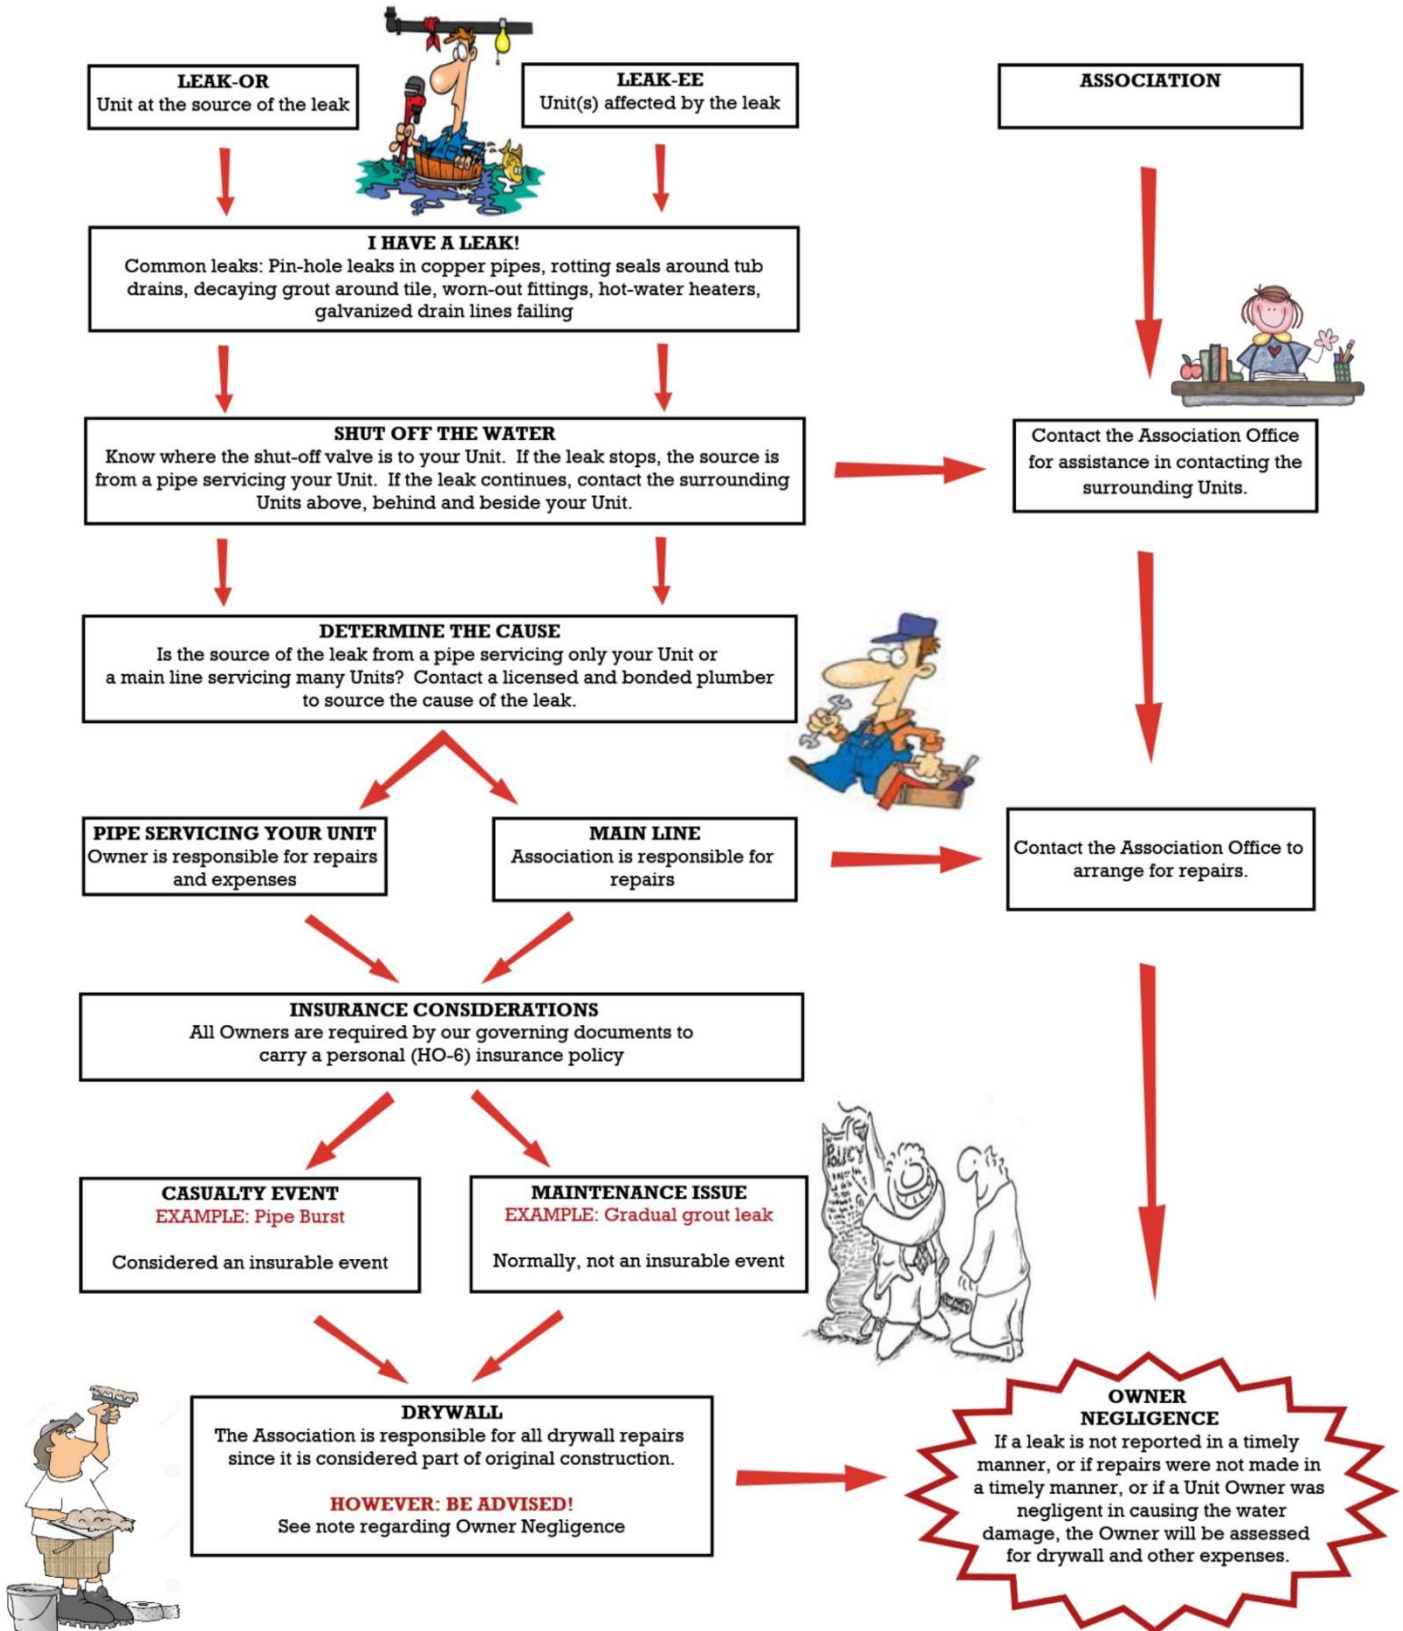 LEAK-OR
Unit at the source of the leak
LEAK-EE
Unit(s) affected by the leak
ASSOCIATION
I HAVE A LEAK!
Common leaks: Pin-hole leaks in copper pipes, rotting seals around tub
drains, decaying grout around tile, worn-out fittings, hot-water heaters,
galvanized drain lines failing
SHUT OFF THE WATER
Know where the shut-off valve is to your Unit. If the leak stops, the source is
from a pipe servicing your Unit. If the leak continues, contact the surrounding
Units above, behind and beside your Unit.
Contact the Association Office
for assistance in contacting the
surrounding Units.
DETERMINE THE CAUSE
Is the source of the leak from a pipe servicing only your Unit or
a main line servicing many Units? Contact a licensed and bonded plumber
to source the cause of the leak.
PIPE SERVICING YOUR UNIT
Owner is responsible for repairs
and expenses
MAIN LINE
Association is responsible for
repairs
Contact the Association Office to
arrange for repairs.
INSURANCE CONSIDERATIONS
All Owners are required by our governing documents to
carry a personal (HO-6) insurance policy
CASUALTY EVENT
EXAMPLE: Pipe Burst
Considered an insurable event
MAINTENANCE ISSUE
EXAMPLE: Gradual grout leak
Normally, not an insurable event
POLICY
DRYWALL
The Association is responsible for all drywall repairs
since it is considered part of original construction.
HOWEVER: BE ADVISED!
See note regarding Owner Negligence
OWNER
NEGLIGENCE
If a leak is not reported in a timely
manner, or if repairs were not made in
a timely manner, or if a Unit Owner was
negligent in causing the water
damage, the Owner will be assessed
for drywall and other expenses.